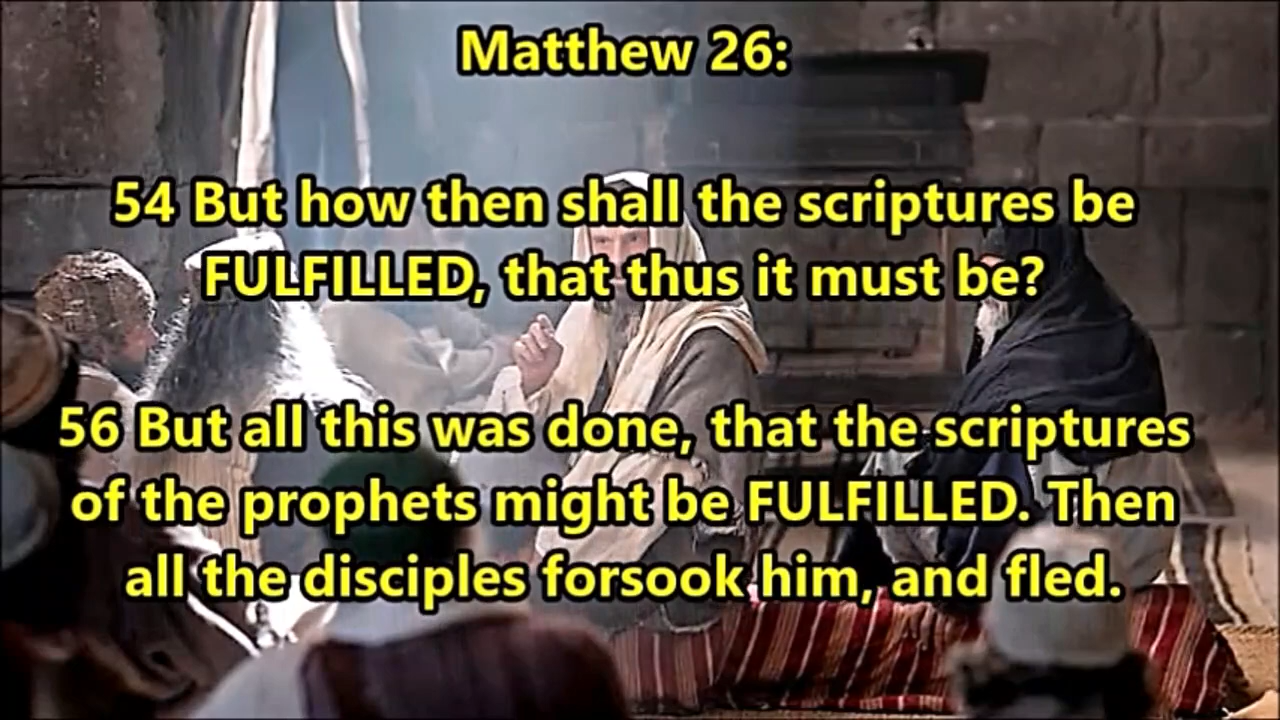 Matthew 26:
54 But how then shall the scriptures be
FULFILLED, that thus it must be?
56 But all this was done, that the scriptures
of the prophets might be FULFILLED. Then
all the disciples forsook him, and fled.